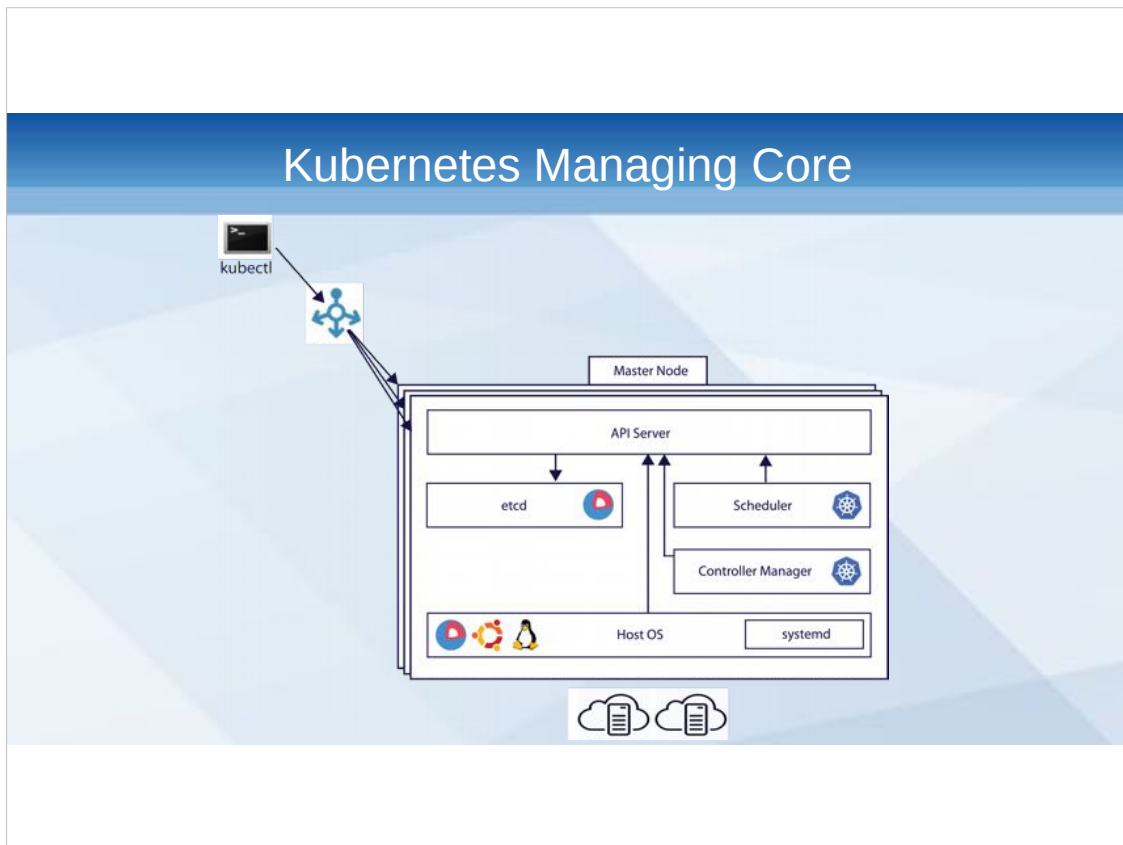 Kubernetes Managing Core
>_
kubectl
Master Node
API Server
etcd
Scheduler
Controller Manager
Host OS
systemd